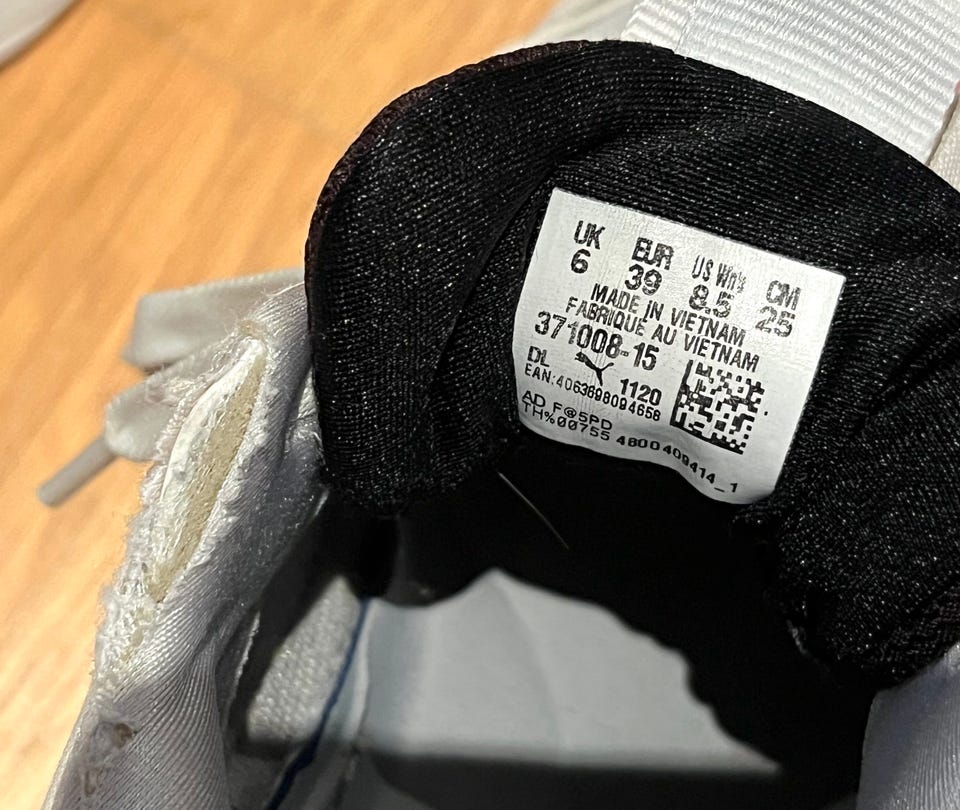 UK EUR US Wn's CM
6 39 8.5 25
MADE IN VIETNAM
FABRIQUE AU VIETNAM
371008-15
DL 1120
EAN:4063698094658
AD F@5PD
TH%00755 4800409414_1